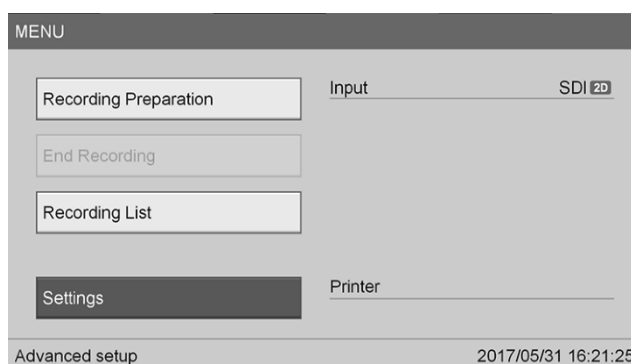 MENU
Recording Preparation
Input SDI 2D
End Recording
Recording List
Settings
Printer
Advanced setup 2017/05/31 16:21:25